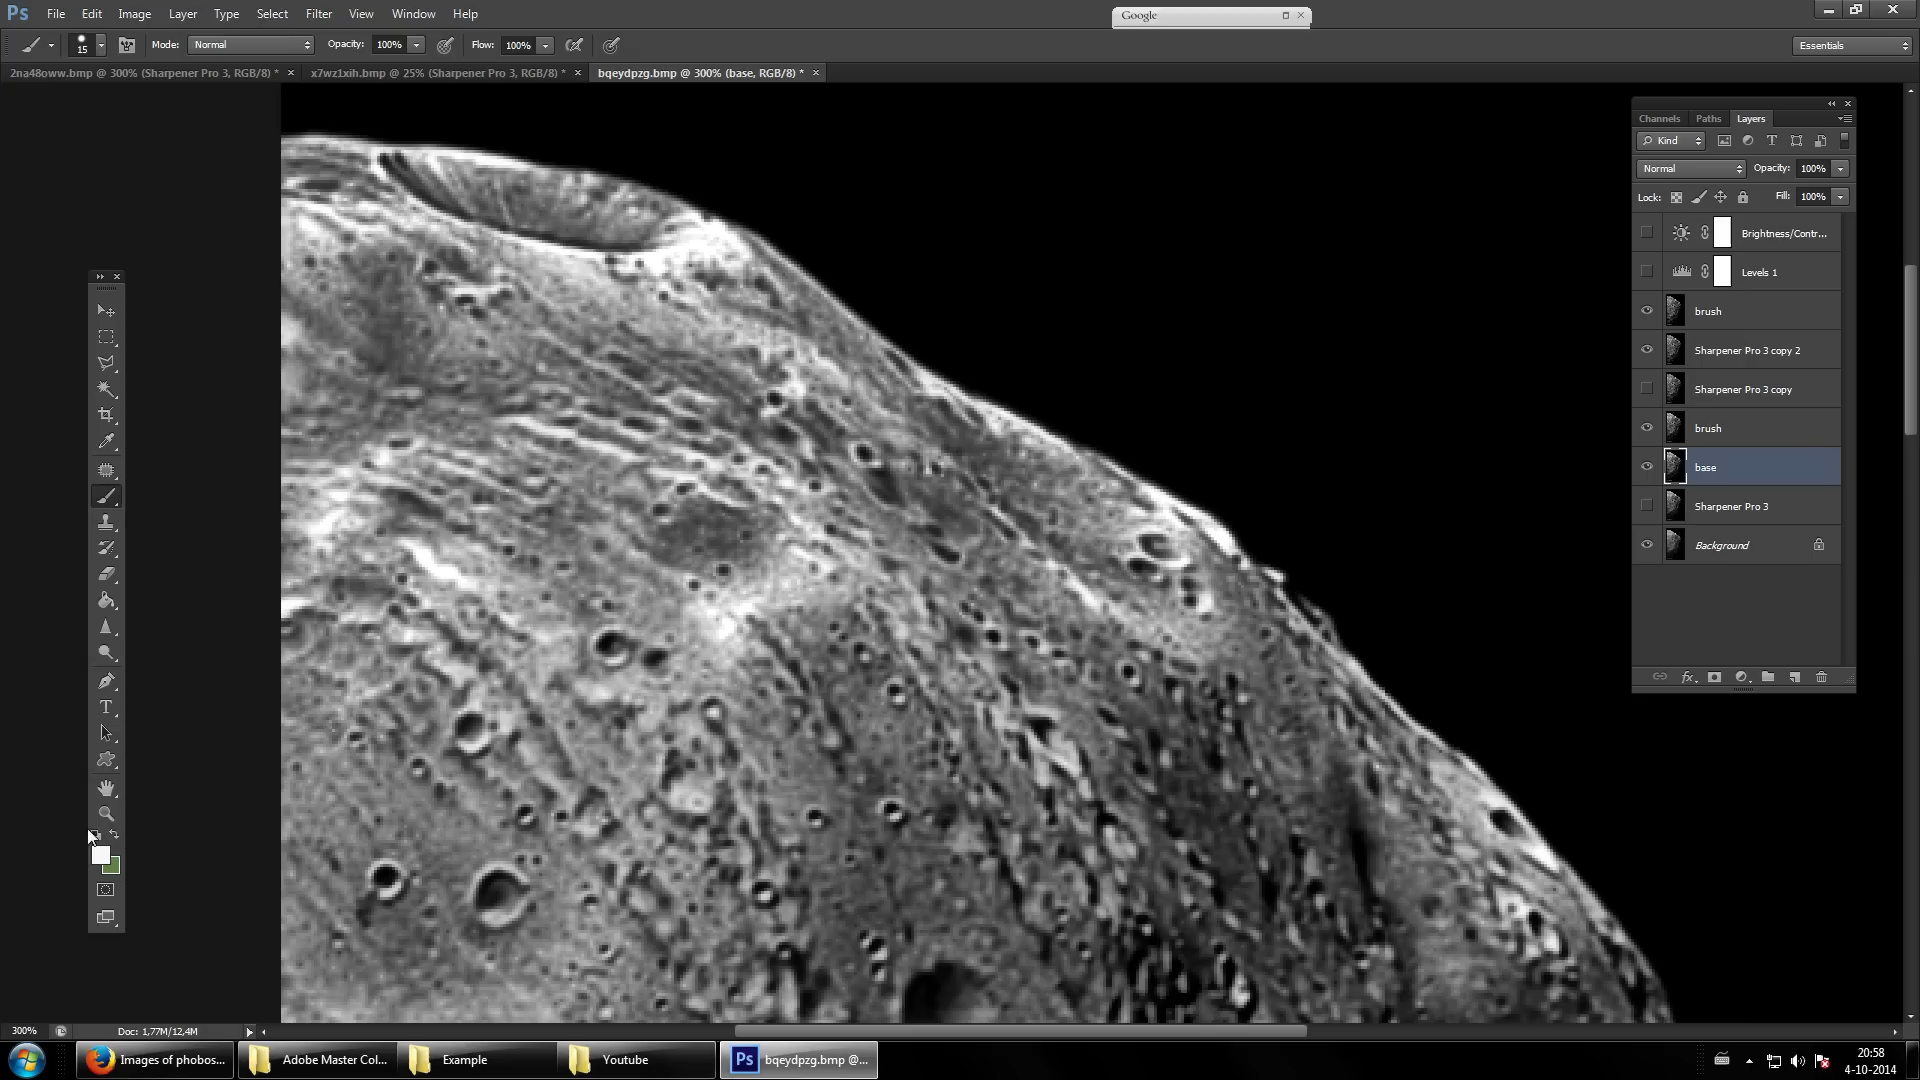 Ps File Edit Image Layer Type Select Filter View Window Help
Google
15 Mode: Normal Opacity: 100% Flow: 100% Essentials
2na48oww.bmp @ 300% (Sharpener Pro 3, RGB/8) * x7wz1xih.bmp @ 25% (Sharpener Pro 3, RGB/8) * bqeydpzg.bmp @ 300% (base, RGB/8) *
Channels Paths Layers
Kind
Normal Opacity: 100%
Lock: Fill: 100%
Brightness/Contr...
Levels 1
brush
Sharpener Pro 3 copy 2
Sharpener Pro 3 copy
brush
base
Sharpener Pro 3
Background
300% Doc: 1,77M/12,4M
Images of phobos... Adobe Master Col... Example Youtube Ps bqeydpzg.bmp @...
20:58
4-10-2014